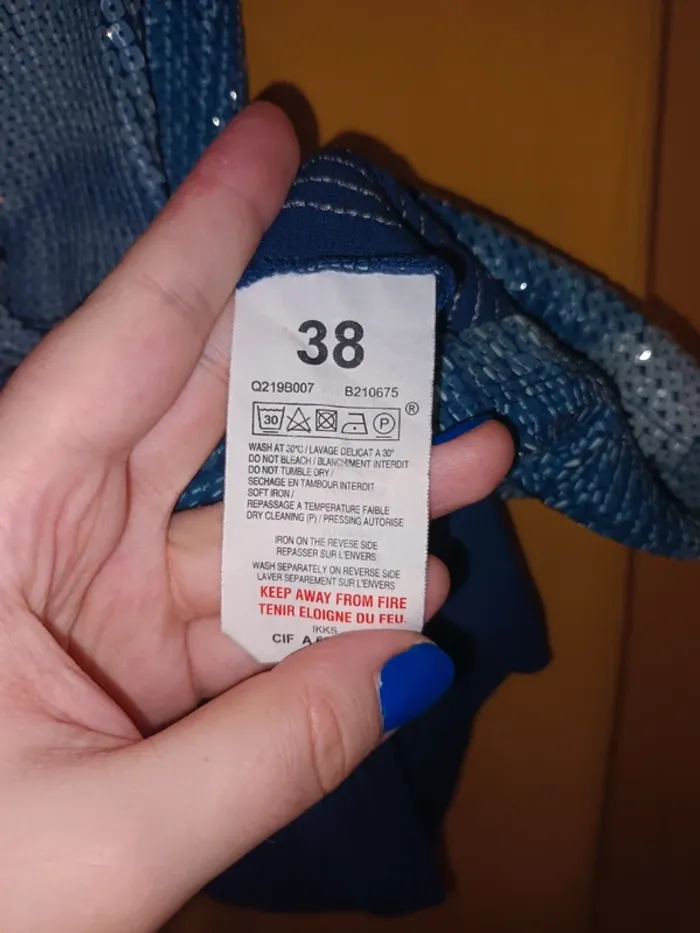 38
Q219B007 B210675
30 P ®
WASH AT 30°C / LAVAGE DELICAT A 30°
DO NOT BLEACH / BLANCHIMENT INTERDIT
DO NOT TUMBLE DRY /
SECHAGE EN TAMBOUR INTERDIT
SOFT IRON /
REPASSAGE A TEMPERATURE FAIBLE
DRY CLEANING (P) / PRESSING AUTORISE
IRON ON THE REVESE SIDE
REPASSER SUR L'ENVERS
WASH SEPARATELY ON REVERSE SIDE
LAVER SEPAREMENT SUR L'ENVERS
KEEP AWAY FROM FIRE
TENIR ELOIGNE DU FEU.
IKKS
CIF